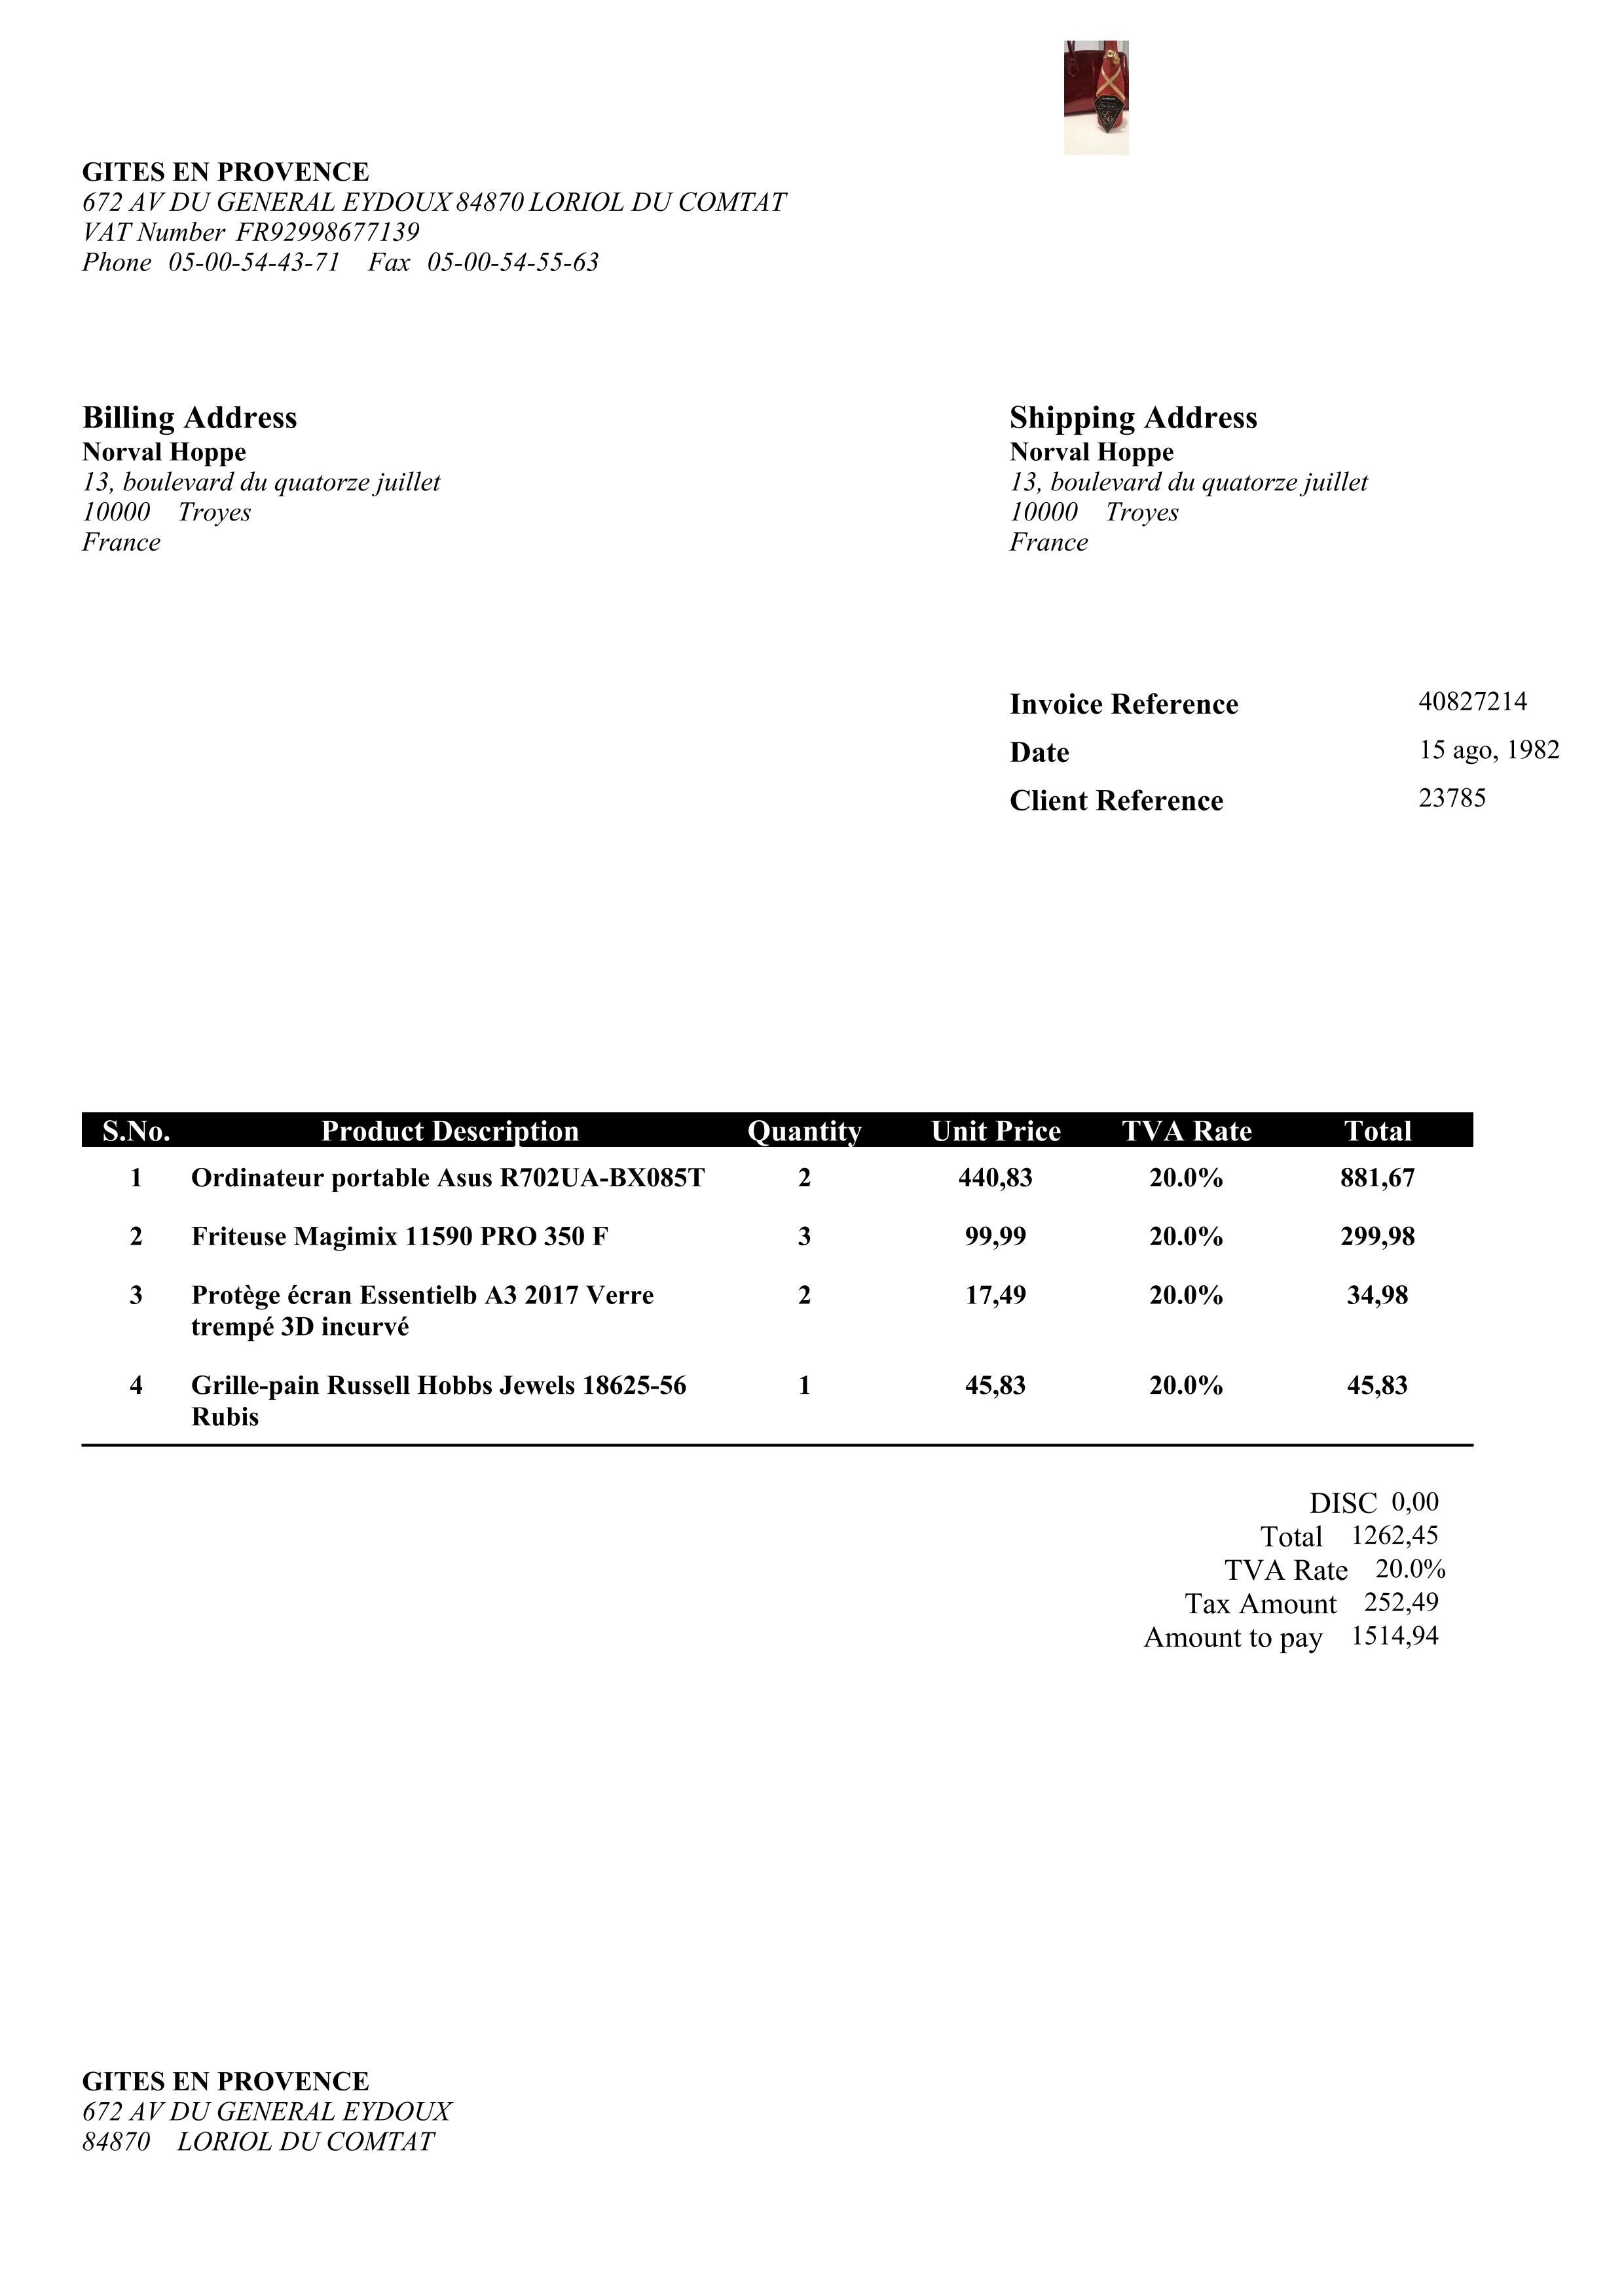 GITES EN PROVENCE
672 AV DU GENERAL EYDOUX 84870 LORIOL DU COMTAT
VAT Number FR92998677139
Phone 05-00-54-43-71 Fax 05-00-54-55-63
Billing Address
Norval Hoppe
13, boulevard du quatorze juillet
10000 Troyes
France
Shipping Address
Norval Hoppe
13, boulevard du quatorze juillet
10000 Troyes
France
Invoice Reference 40827214
Date 15 ago, 1982
Client Reference 23785
S.No. Product Description Quantity Unit Price TVA Rate Total
1 Ordinateur portable Asus R702UA-BX085T 2 440,83 20.0% 881,67
2 Friteuse Magimix 11590 PRO 350 F 3 99,99 20.0% 299,98
3 Protège écran Essentielb A3 2017 Verre 2 17,49 20.0% 34,98
trempé 3D incurvé
4 Grille-pain Russell Hobbs Jewels 18625-56 1 45,83 20.0% 45,83
Rubis
DISC 0,00
Total 1262,45
TVA Rate 20.0%
Tax Amount 252,49
Amount to pay 1514,94
GITES EN PROVENCE
672 AV DU GENERAL EYDOUX
84870 LORIOL DU COMTAT